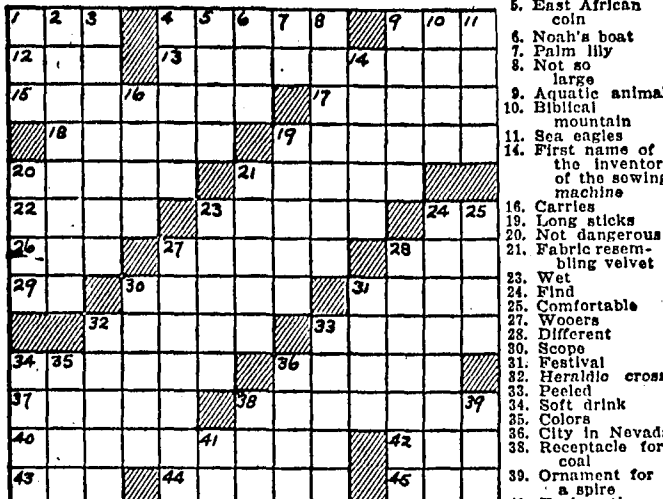 1 2 3 4 5 6 7 8 9 10 11
12 13 14
15 16 17
18 19
20 21
22 23 24 25
26 27 28
29 30 31
32 33
34 35 36
37 38 39
40 41 42
43 44 45
5. East African
coin
6. Noah's boat
7. Palm lily
8. Not so
large
9. Aquatic animal
10. Biblical
mountain
11. Sea eagles
14. First name of
the inventor
of the sewing
machine
16. Carries
19. Long sticks
20. Not dangerous
21. Fabric resem-
bling velvet
23. Wet
24. Find
25. Comfortable
27. Wooers
28. Different
30. Scope
31. Festival
32. Heraldic cross
33. Peeled
34. Soft drink
35. Colors
36. City in Nevada
38. Receptacle for
coal
39. Ornament for
a spire